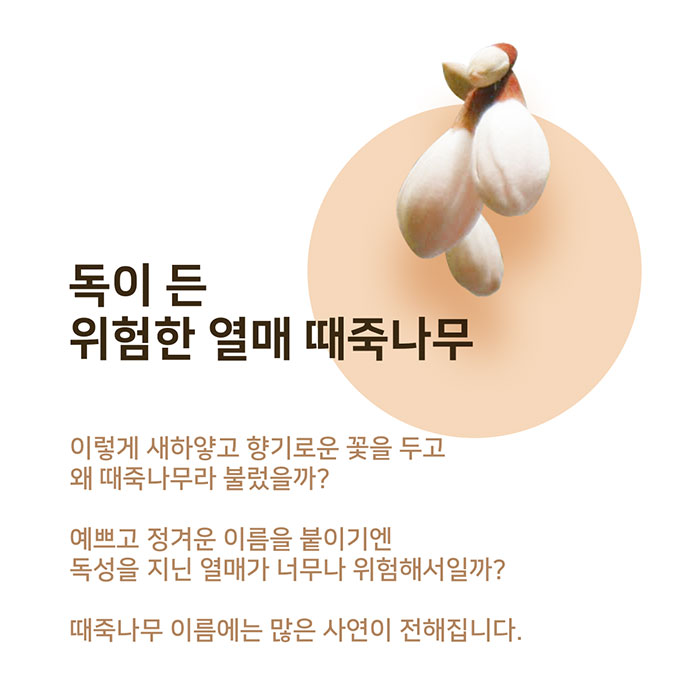 독이 든
위험한 열매 때죽나무
이렇게 새하얗고 향기로운 꽃을 두고
왜 때죽나무라 불렀을까?
예쁘고 정겨운 이름을 붙이기엔
독성을 지닌 열매가 너무나 위험해서일까?
때죽나무 이름에는 많은 사연이 전해집니다.